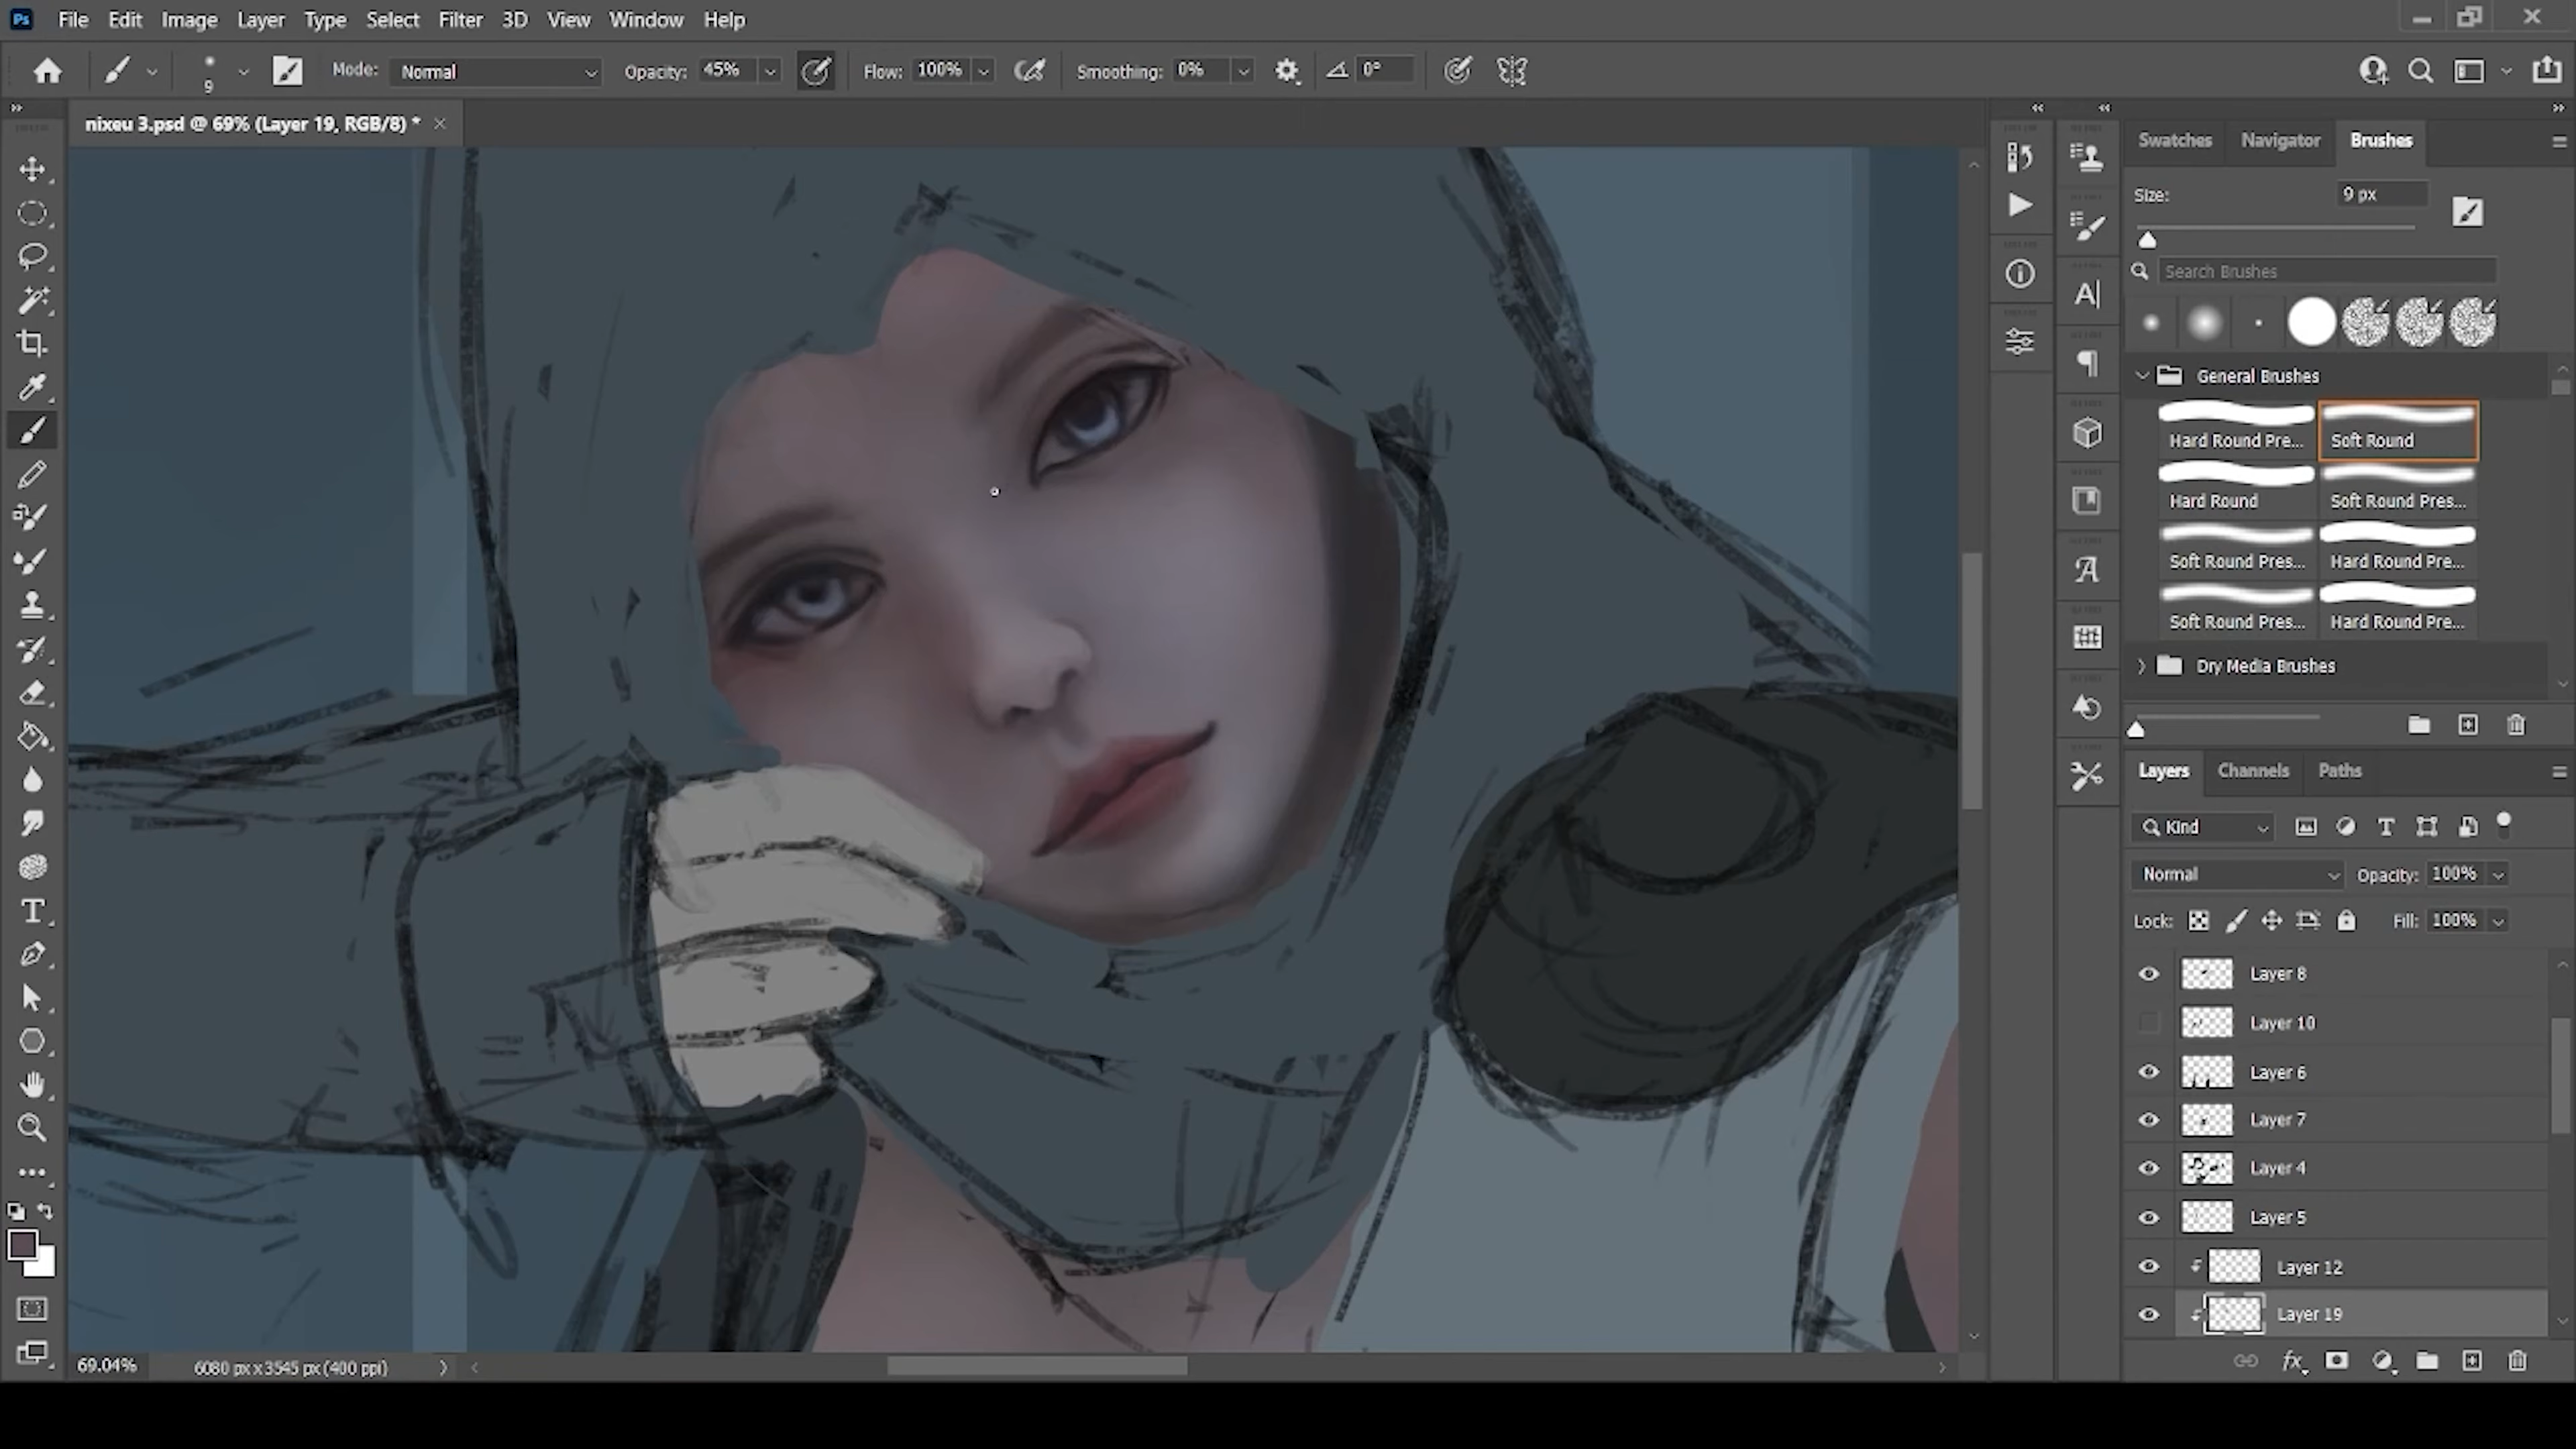 Ps File Edit Image Layer Type Select Filter 3D View Window Help
9 Mode: Normal Opacity: 45% Flow: 100% Smoothing: 0% 0°
nixeu 3.psd @ 69% (Layer 19, RGB/8) *
Swatches Navigator Brushes
Size: 9 px
Search Brushes
General Brushes
Hard Round Pre... Soft Round
Hard Round Soft Round Pres...
Soft Round Pres... Hard Round Pre...
Soft Round Pres... Hard Round Pre...
Dry Media Brushes
Layers Channels Paths
Kind
Normal Opacity: 100%
Lock: Fill: 100%
Layer 8
Layer 10
Layer 6
Layer 7
Layer 4
Layer 5
Layer 12
Layer 19
69.04% 6080 px x 3545 px (400 ppi)